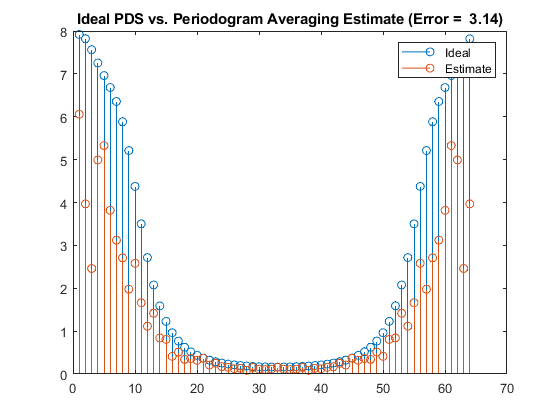 Ideal PDS vs. Periodogram Averaging Estimate (Error =  3.14)
8
7
6
5
4
3
2
1
0
0 10 20 30 40 50 60 70
Ideal
Estimate